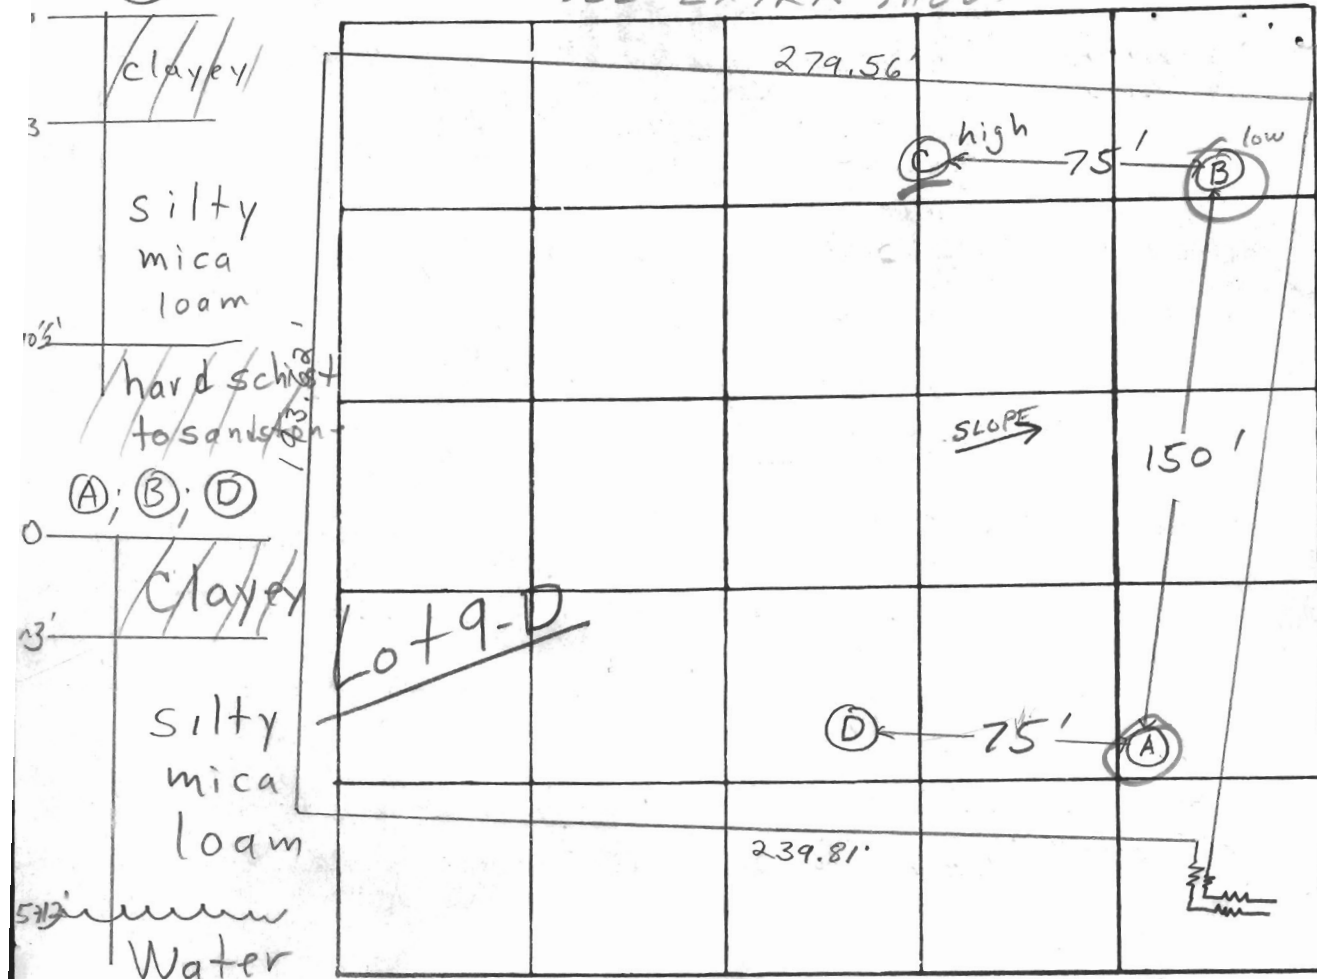 clayey
3
silty
mica
loam
hard schist
to sandston
A; B; D
0
Clayey
3'
silty
mica
loam
Water
279.56'
C high 75' B low
SLOPE
150'
Lot 9-D
D 75' A
239.81'